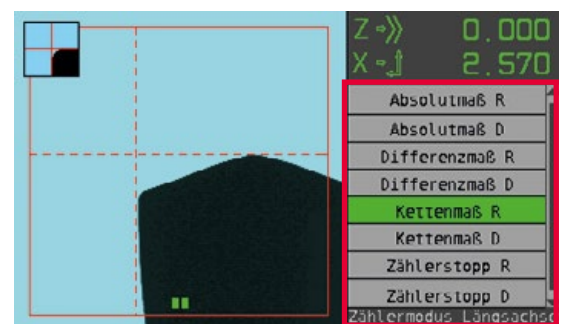 Z 0.000
X 2.570
Absolutmaß R
Absolutmaß D
Differenzmaß R
Differenzmaß D
Kettenmaß R
Kettenmaß D
Zählerstopp R
Zählerstopp D
Zählermodus Längsachse